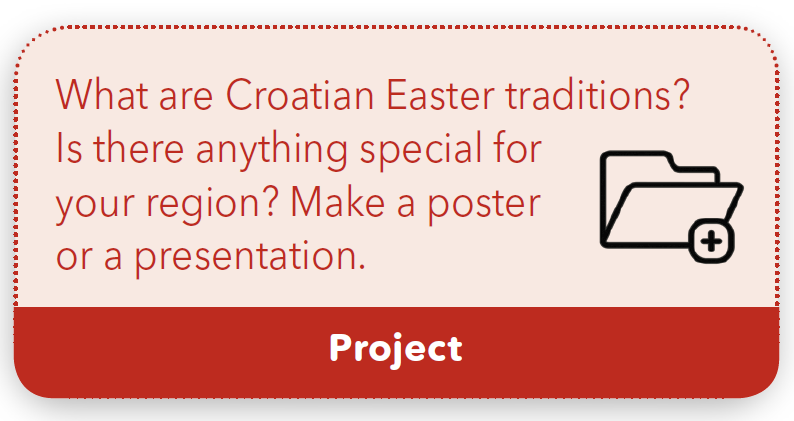 What are Croatian Easter traditions?
Is there anything special for
your region? Make a poster
or a presentation.
Project